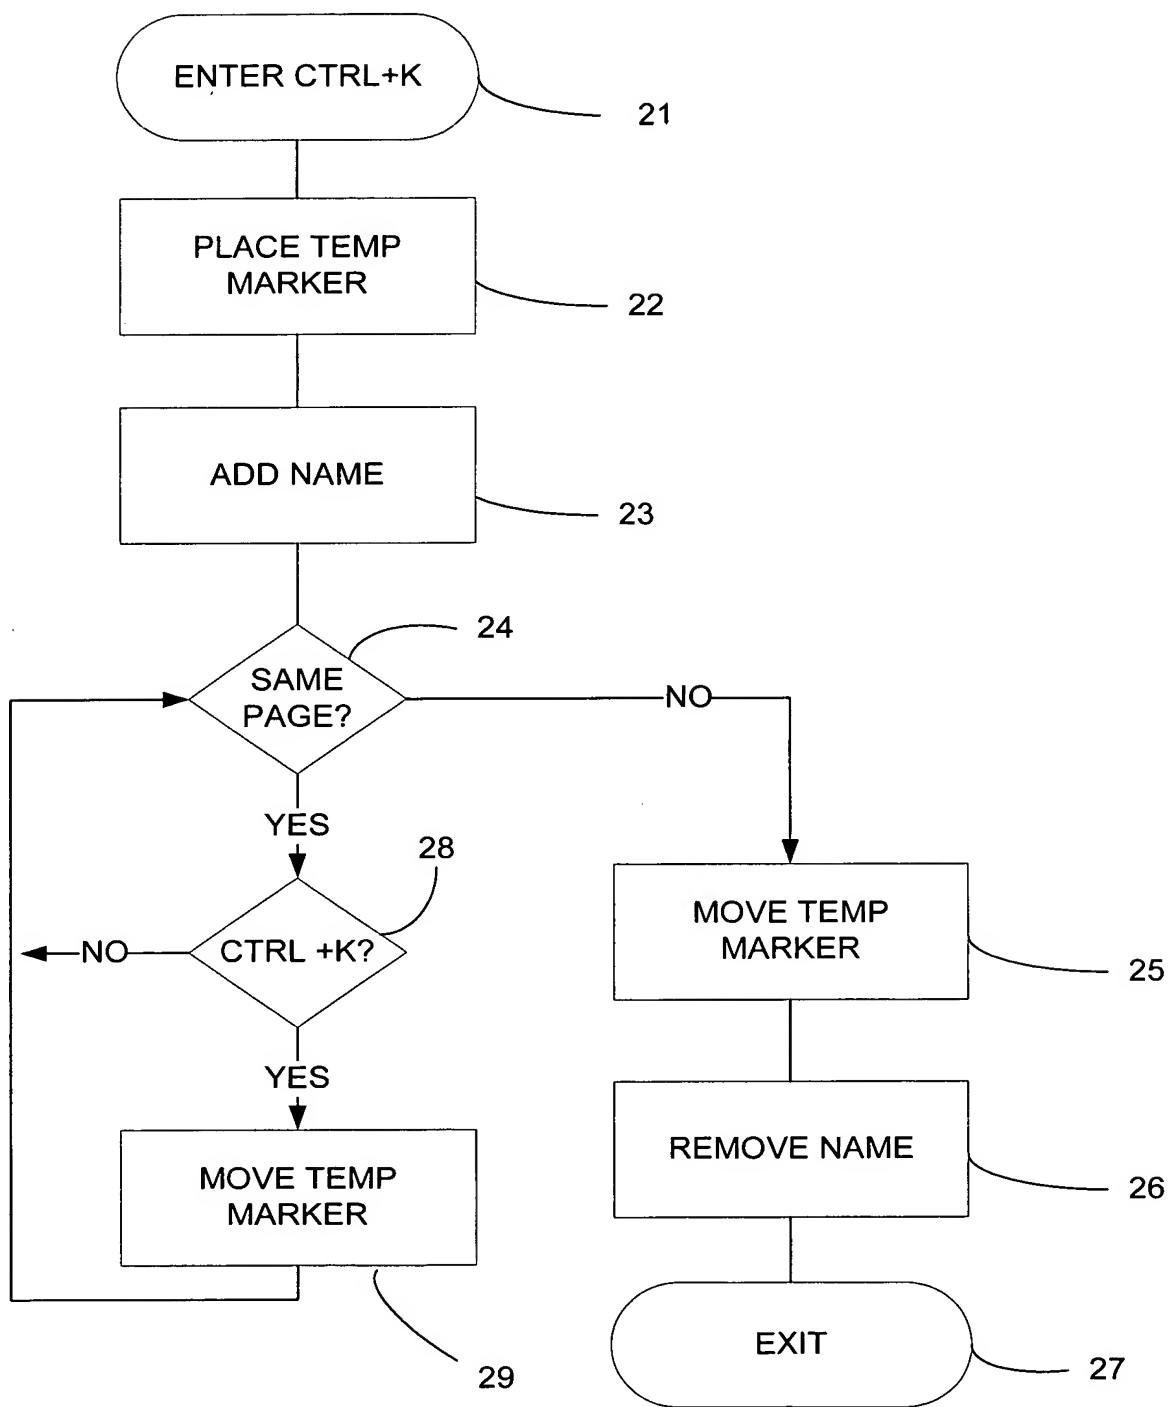 ENTER CTRL+K
21
PLACE TEMP
MARKER
22
ADD NAME
23
24
SAME
PAGE?
NO
YES
28
CTRL +K?
NO
YES
MOVE TEMP
MARKER
29
MOVE TEMP
MARKER
25
REMOVE NAME
26
EXIT
27